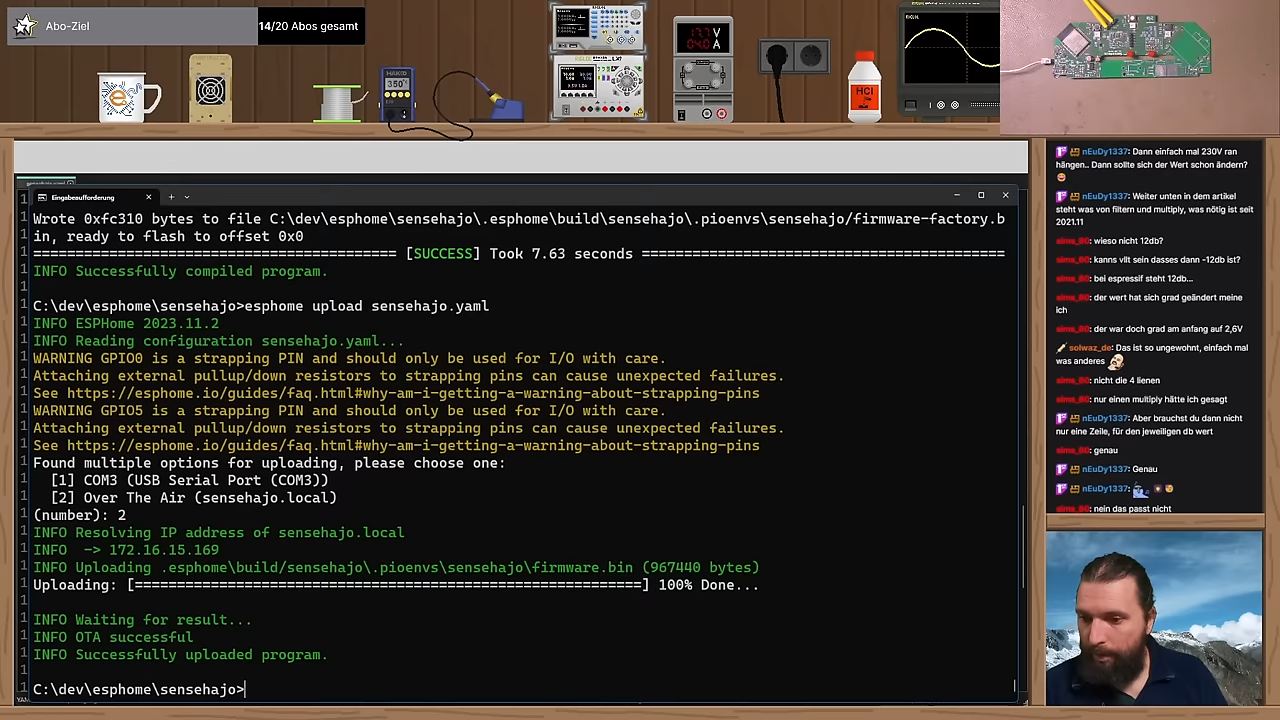 Abo-Ziel
14/20 Abos gesamt
HAKKO
350°
RIGOL
V
A
HCl
RIGOL
Eingabeaufforderung
Wrote 0xfc310 bytes to file C:\dev\esphome\sensehajo\.esphome\build\sensehajo\.pioenvs\sensehajo/firmware-factory.b
in, ready to flash to offset 0x0
========================================== [SUCCESS] Took 7.63 seconds ==========================================
INFO Successfully compiled program.
C:\dev\esphome\sensehajo>esphome upload sensehajo.yaml
INFO ESPHome 2023.11.2
INFO Reading configuration sensehajo.yaml...
WARNING GPIO0 is a strapping PIN and should only be used for I/O with care.
Attaching external pullup/down resistors to strapping pins can cause unexpected failures.
See https://esphome.io/guides/faq.html#why-am-i-getting-a-warning-about-strapping-pins
WARNING GPIO5 is a strapping PIN and should only be used for I/O with care.
Attaching external pullup/down resistors to strapping pins can cause unexpected failures.
See https://esphome.io/guides/faq.html#why-am-i-getting-a-warning-about-strapping-pins
Found multiple options for uploading, please choose one:
[1] COM3 (USB Serial Port (COM3))
[2] Over The Air (sensehajo.local)
(number): 2
INFO Resolving IP address of sensehajo.local
INFO  -> 172.16.15.169
INFO Uploading .esphome\build\sensehajo\.pioenvs\sensehajo\firmware.bin (967440 bytes)
Uploading: [============================================================] 100% Done...
INFO Waiting for result...
INFO OTA successful
INFO Successfully uploaded program.
C:\dev\esphome\sensehajo>
nEuDy1337: Dann einfach mal 230V ran
hängen.. Dann sollte sich der Wert schon ändern?
nEuDy1337: Weiter unten in dem artikel
steht was von filtern und multiply, was nötig ist seit
2021.11
sims_80: wieso nicht 12db?
sims_80: kanns vllt sein dasses dann -12db ist?
sims_80: bei espressif steht 12db...
sims_80: der wert hat sich grad geändert meine
ich
sims_80: der war doch grad am anfang auf 2,6V
solwaz_de: Das ist so ungewohnt, einfach mal
was anderes
sims_80: nicht die 4 lienen
sims_80: nur einen multiply hätte ich gesagt
nEuDy1337: Aber brauchst du dann nicht
nur eine Zeile, für den jeweiligen db wert
sims_80: genau
nEuDy1337: Genau
nEuDy1337:
sims_80: nein das passt nicht